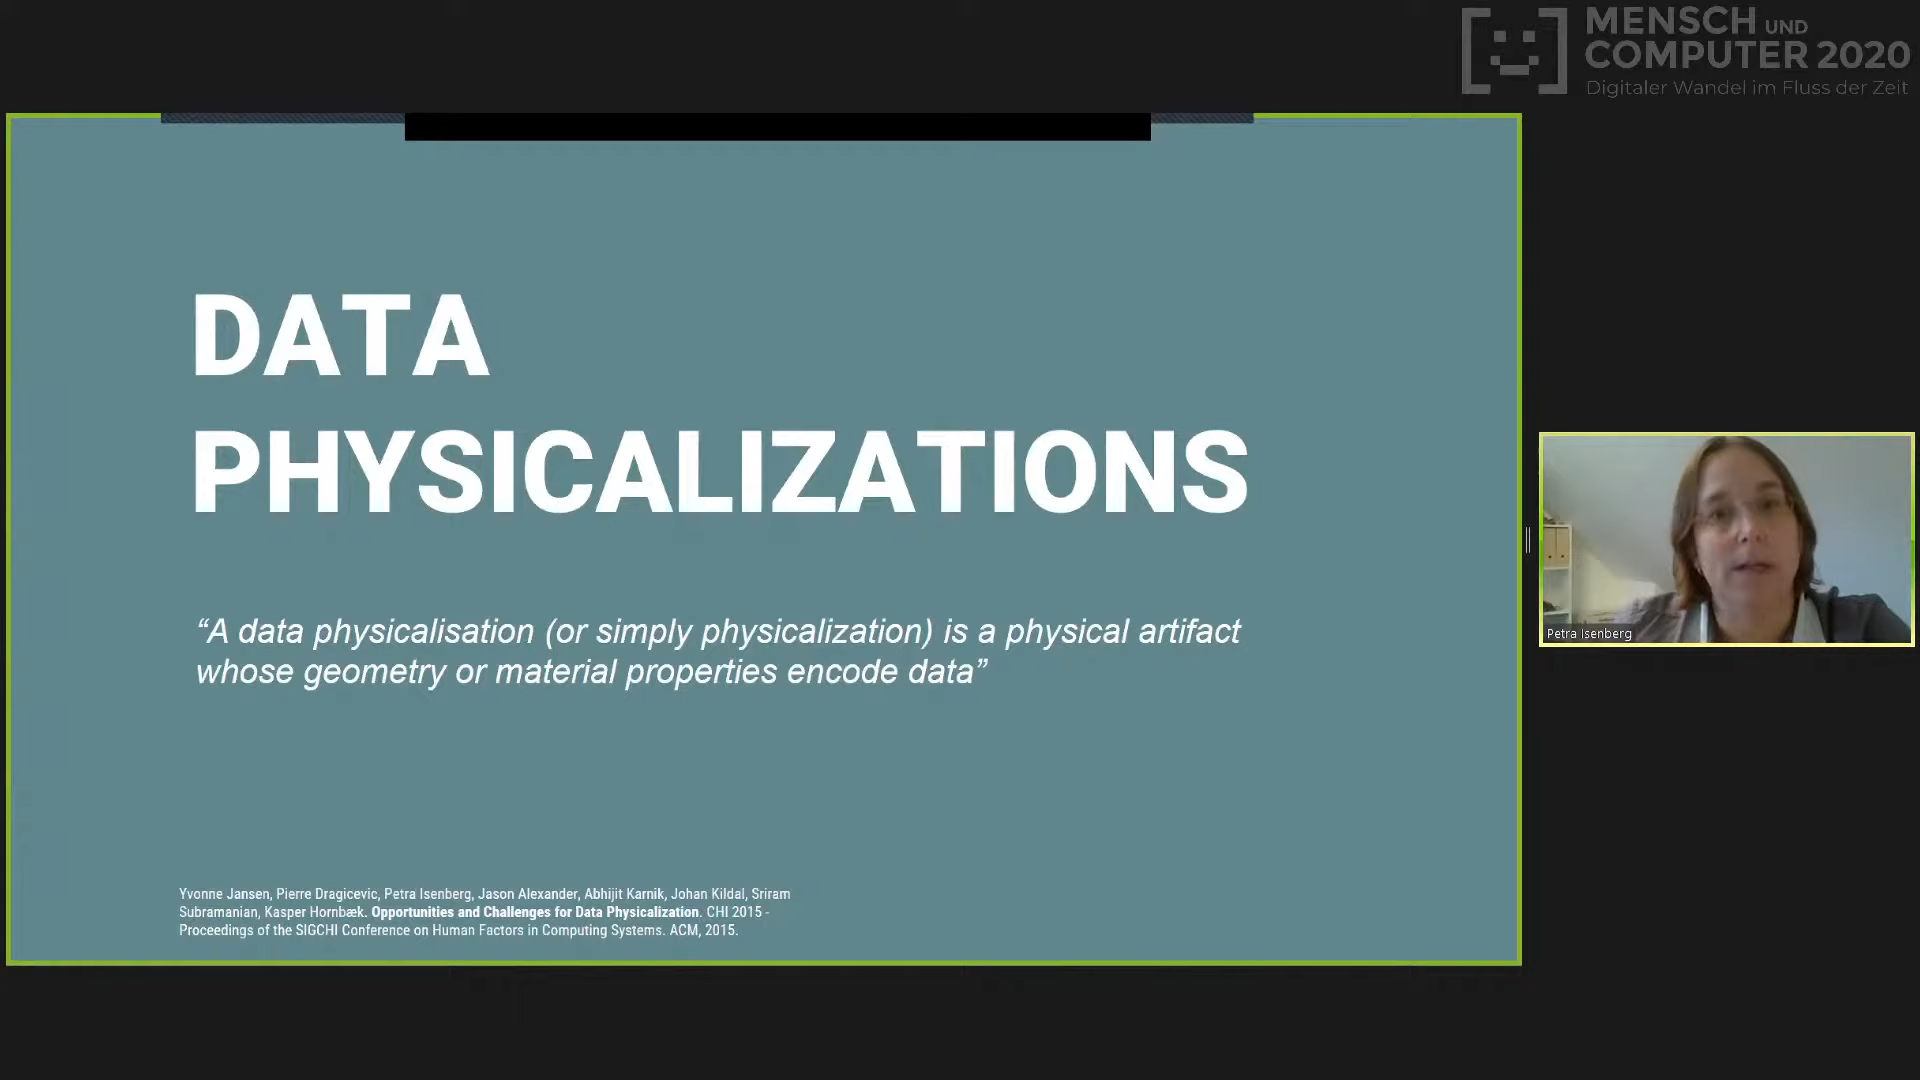 MENSCH UND
COMPUTER 2020
Digitaler Wandel im Fluss der Zeit
DATA
PHYSICALIZATIONS
“A data physicalisation (or simply physicalization) is a physical artifact
whose geometry or material properties encode data”
Petra Isenberg
Yvonne Jansen, Pierre Dragicevic, Petra Isenberg, Jason Alexander, Abhijit Karnik, Johan Kildal, Sriram
Subramanian, Kasper Hornbæk. Opportunities and Challenges for Data Physicalization. CHI 2015 -
Proceedings of the SIGCHI Conference on Human Factors in Computing Systems. ACM, 2015.